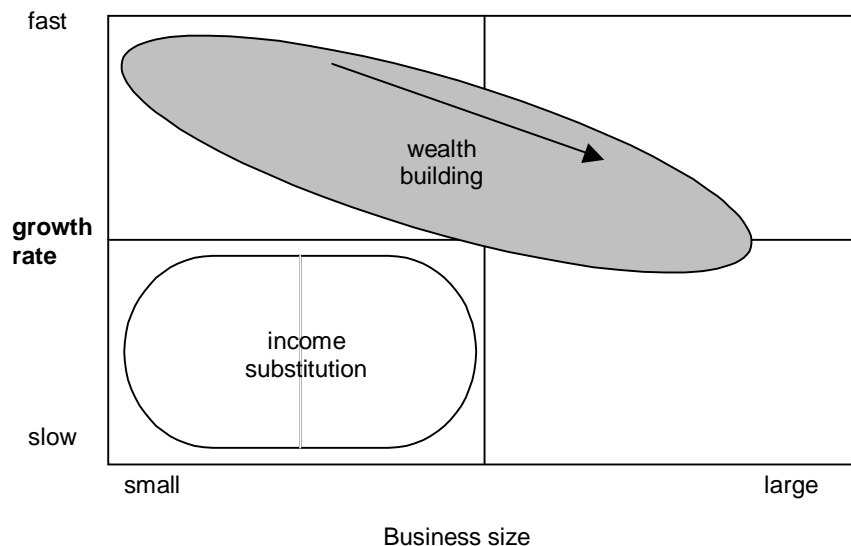 fast
wealth
building
growth
rate
income
substitution
slow
small
large
Business size